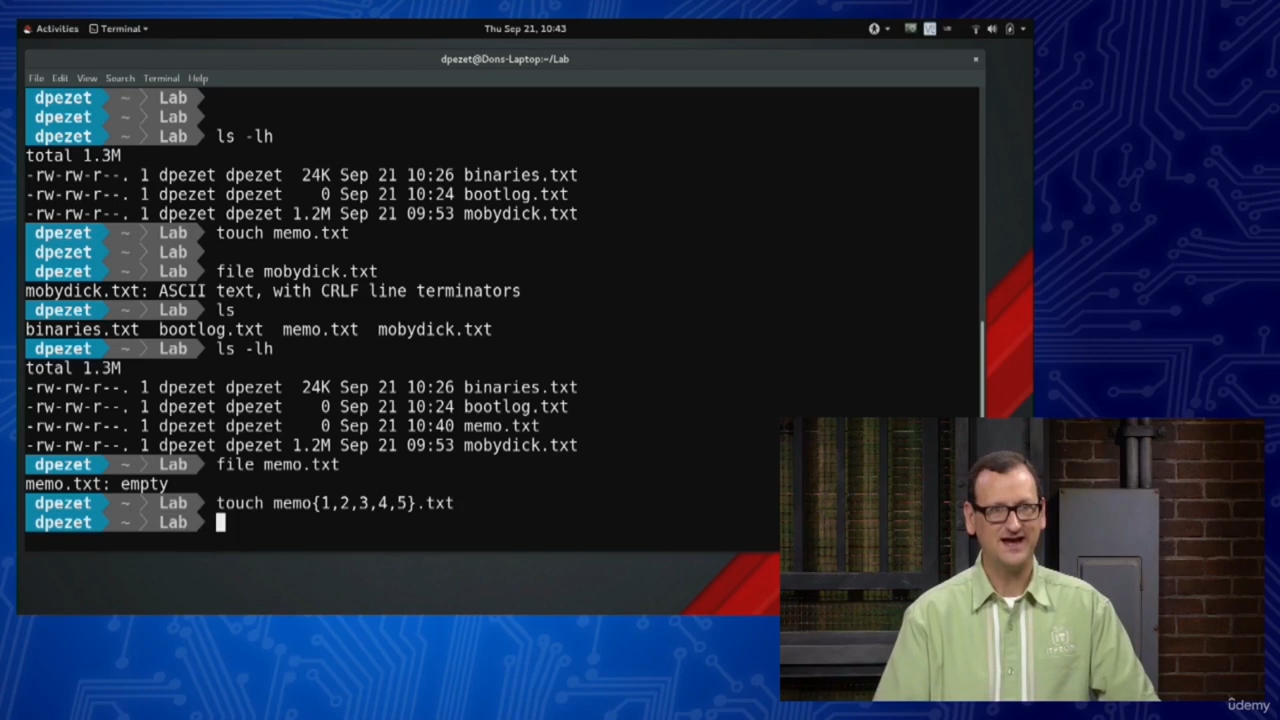 Activities Terminal Thu Sep 21, 10:43
dpezet@Dons-Laptop:~/Lab ×
File Edit View Search Terminal Help
dpezet ~ Lab
dpezet ~ Lab
dpezet ~ Lab ls -lh
total 1.3M
-rw-rw-r--. 1 dpezet dpezet 24K Sep 21 10:26 binaries.txt
-rw-rw-r--. 1 dpezet dpezet 0 Sep 21 10:24 bootlog.txt
-rw-rw-r--. 1 dpezet dpezet 1.2M Sep 21 09:53 mobydick.txt
dpezet ~ Lab touch memo.txt
dpezet ~ Lab
dpezet ~ Lab file mobydick.txt
mobydick.txt: ASCII text, with CRLF line terminators
dpezet ~ Lab ls
binaries.txt bootlog.txt memo.txt mobydick.txt
dpezet ~ Lab ls -lh
total 1.3M
-rw-rw-r--. 1 dpezet dpezet 24K Sep 21 10:26 binaries.txt
-rw-rw-r--. 1 dpezet dpezet 0 Sep 21 10:24 bootlog.txt
-rw-rw-r--. 1 dpezet dpezet 0 Sep 21 10:40 memo.txt
-rw-rw-r--. 1 dpezet dpezet 1.2M Sep 21 09:53 mobydick.txt
dpezet ~ Lab file memo.txt
memo.txt: empty
dpezet ~ Lab touch memo{1,2,3,4,5}.txt
dpezet ~ Lab
IT
ITPROTV
udemy